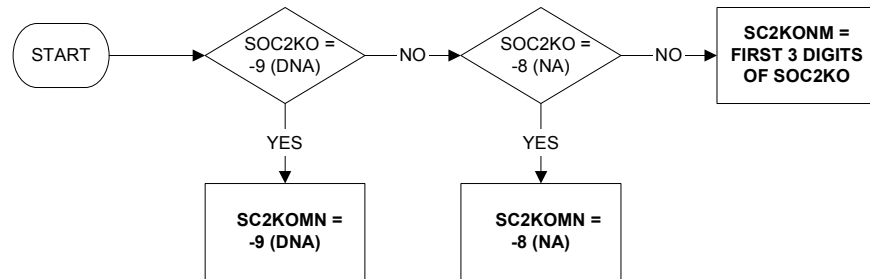 START
SOC2KO =
-9 (DNA)
NO
SOC2KO =
-8 (NA)
NO
SC2KONM =
FIRST 3 DIGITS
OF SOC2KO
YES
YES
SC2KOMN =
-9 (DNA)
SC2KOMN =
-8 (NA)